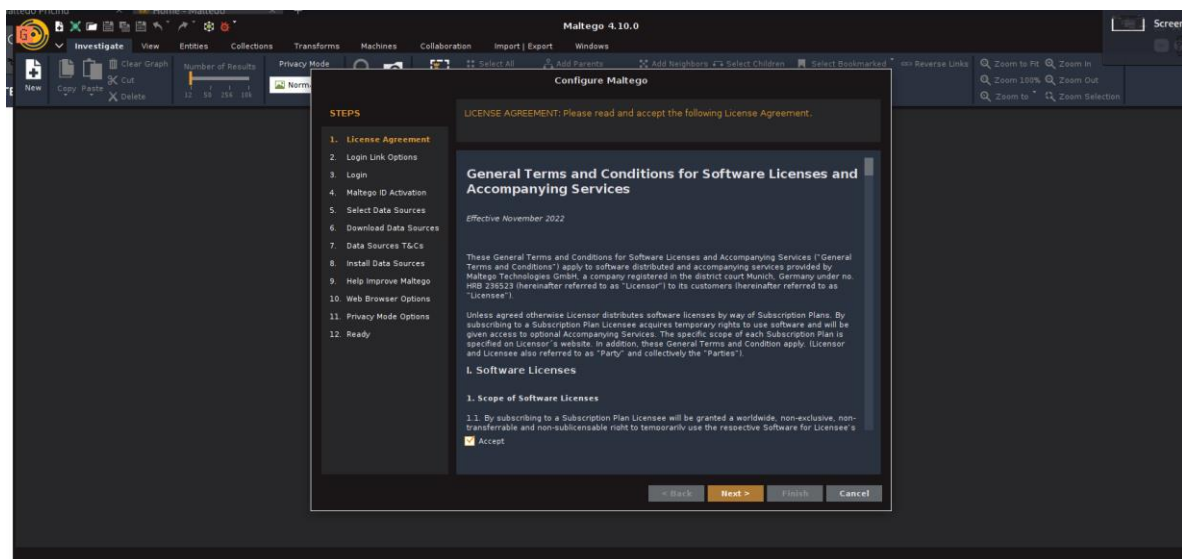 Home - Maltego
Maltego 4.10.0
Screen
Investigate View Entities Collections Transforms Machines Collaboration Import | Export Windows
New
Copy Paste
Clear Graph
Cut
Delete
Number of Results
12 50 256 10k
Privacy Mode
Norm
Select All Add Parents Add Neighbors Select Children Select Bookmarked Reverse Links
Zoom to Fit Zoom In
Zoom 100% Zoom Out
Zoom to Zoom Selection
Configure Maltego
STEPS
1. License Agreement
2. Login Link Options
3. Login
4. Maltego ID Activation
5. Select Data Sources
6. Download Data Sources
7. Data Sources T&Cs
8. Install Data Sources
9. Help Improve Maltego
10. Web Browser Options
11. Privacy Mode Options
12. Ready
LICENSE AGREEMENT: Please read and accept the following License Agreement.
General Terms and Conditions for Software Licenses and
Accompanying Services
Effective November 2022
These General Terms and Conditions for Software Licenses and Accompanying Services ("General
Terms and Conditions") apply to software distributed and accompanying services provided by
Maltego Technologies GmbH, a company registered in the district court Munich, Germany under no.
HRB 236523 (hereinafter referred to as "Licensor") to its customers (hereinafter referred to as
"Licensee").
Unless agreed otherwise Licensor distributes software licenses by way of Subscription Plans. By
subscribing to a Subscription Plan Licensee acquires temporary rights to use software and will be
given access to optional Accompanying Services. The specific scope of each Subscription Plan is
specified on Licensor´s website. In addition, these General Terms and Condition apply. (Licensor
and Licensee also referred to as "Party" and collectively the "Parties").
I. Software Licenses
1. Scope of Software Licenses
1.1. By subscribing to a Subscription Plan Licensee will be granted a worldwide, non-exclusive, non-
transferrable and non-sublicensable right to temporarily use the respective Software for Licensee's
Accept
< Back Next > Finish Cancel